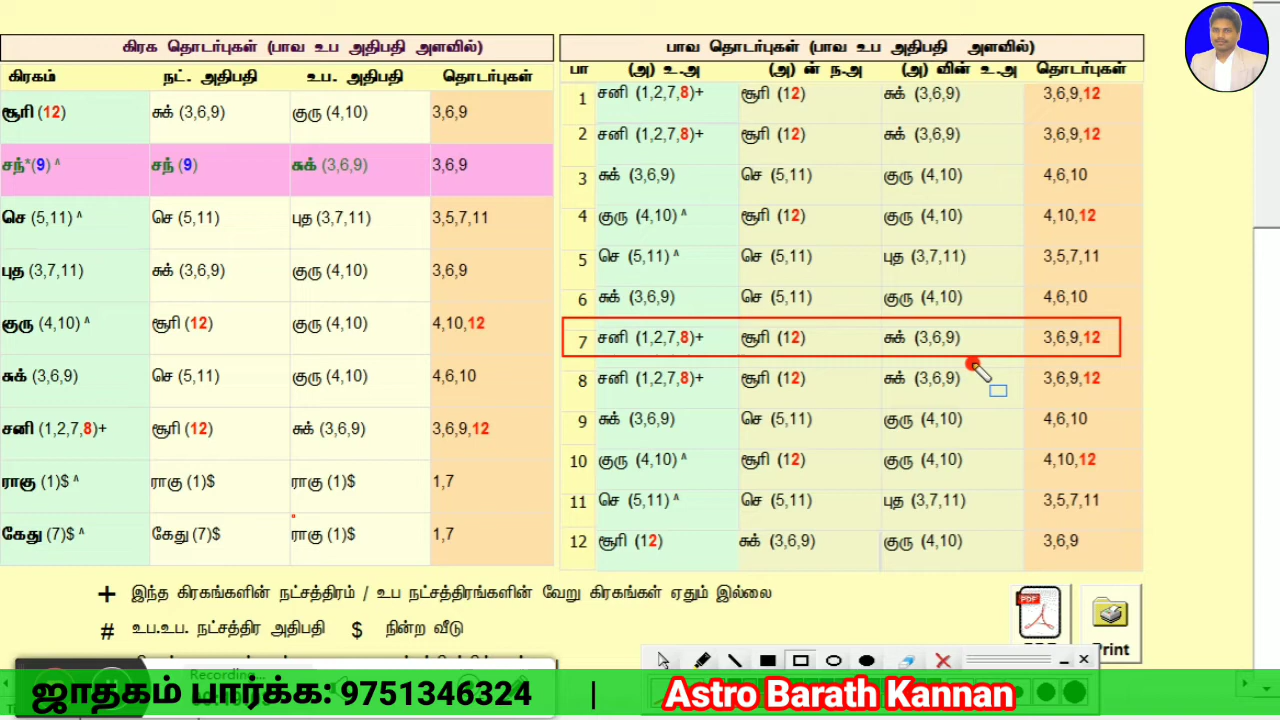 கிரக தொடர்புகள் (பாவ உப அதிபதி அளவில்)
கிரகம் நட். அதிபதி உப. அதிபதி தொடர்புகள்
சூரி (12) சுக் (3,6,9) குரு (4,10) 3,6,9
சந்*(9) ^ சந் (9) சுக் (3,6,9) 3,6,9
செ (5,11) ^ செ (5,11) புத (3,7,11) 3,5,7,11
புத (3,7,11) சுக் (3,6,9) குரு (4,10) 3,6,9
குரு (4,10) ^ சூரி (12) குரு (4,10) 4,10,12
சுக் (3,6,9) செ (5,11) குரு (4,10) 4,6,10
சனி (1,2,7,8)+ சூரி (12) சுக் (3,6,9) 3,6,9,12
ராகு (1)$ ^ ராகு (1)$ ராகு (1)$ 1,7
கேது (7)$ ^ கேது (7)$ ராகு (1)$ 1,7
பாவ தொடர்புகள் (பாவ உப அதிபதி அளவில்)
பா (அ) உ.அ (அ) ன் ந.அ (அ) வின் உ.அ தொடர்புகள்
1 சனி (1,2,7,8)+ சூரி (12) சுக் (3,6,9) 3,6,9,12
2 சனி (1,2,7,8)+ சூரி (12) சுக் (3,6,9) 3,6,9,12
3 சுக் (3,6,9) செ (5,11) குரு (4,10) 4,6,10
4 குரு (4,10) ^ சூரி (12) குரு (4,10) 4,10,12
5 செ (5,11) ^ செ (5,11) புத (3,7,11) 3,5,7,11
6 சுக் (3,6,9) செ (5,11) குரு (4,10) 4,6,10
7 சனி (1,2,7,8)+ சூரி (12) சுக் (3,6,9) 3,6,9,12
8 சனி (1,2,7,8)+ சூரி (12) சுக் (3,6,9) 3,6,9,12
9 சுக் (3,6,9) செ (5,11) குரு (4,10) 4,6,10
10 குரு (4,10) ^ சூரி (12) குரு (4,10) 4,10,12
11 செ (5,11) ^ செ (5,11) புத (3,7,11) 3,5,7,11
12 சூரி (12) சுக் (3,6,9) குரு (4,10) 3,6,9
+ இந்த கிரகங்களின் நட்சத்திரம் / உப நட்சத்திரங்களின் வேறு கிரகங்கள் ஏதும் இல்லை
# உப.உப. நட்சத்திர அதிபதி $ நின்ற வீடு
PDF
Print
Recording...
ஜாதகம் பார்க்க: 9751346324 | Astro Barath Kannan